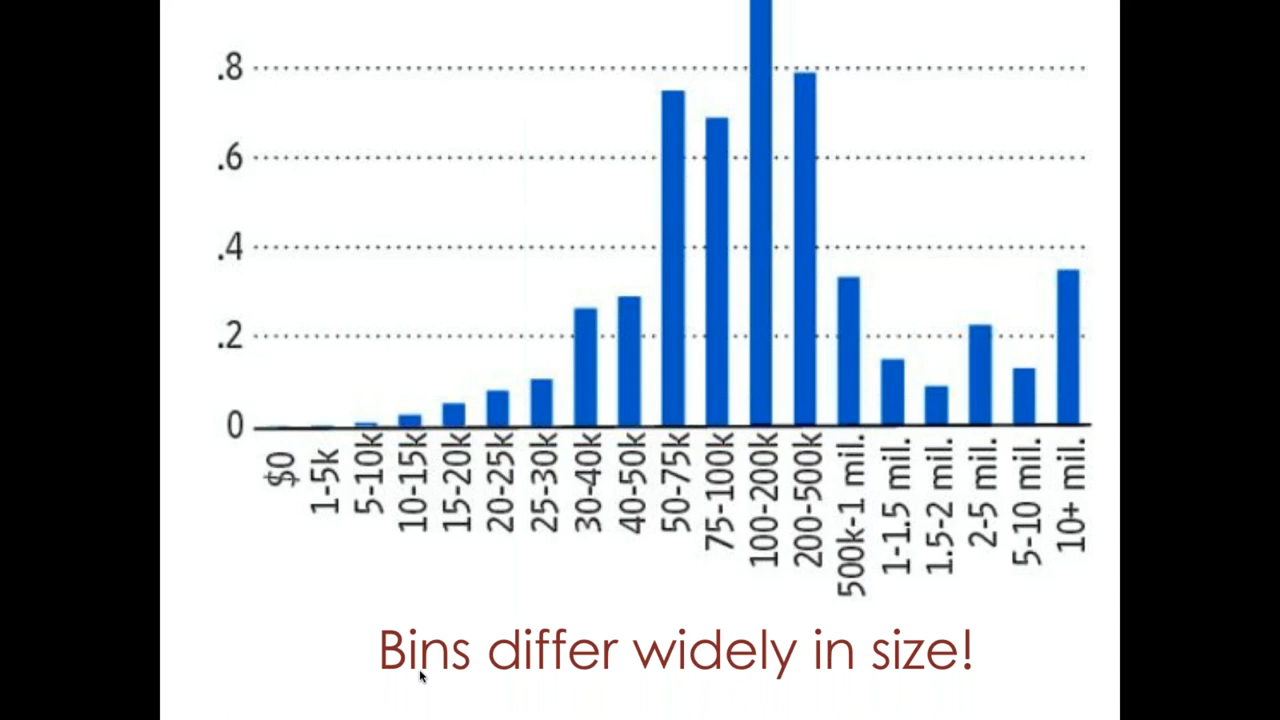 .8
.6
.4
.2
0
$0
1-5k
5-10k
10-15k
15-20k
20-25k
25-30k
30-40k
40-50k
50-75k
75-100k
100-200k
200-500k
500k-1 mil.
1-1.5 mil.
1.5-2 mil.
2-5 mil.
5-10 mil.
10+ mil.
Bins differ widely in size!